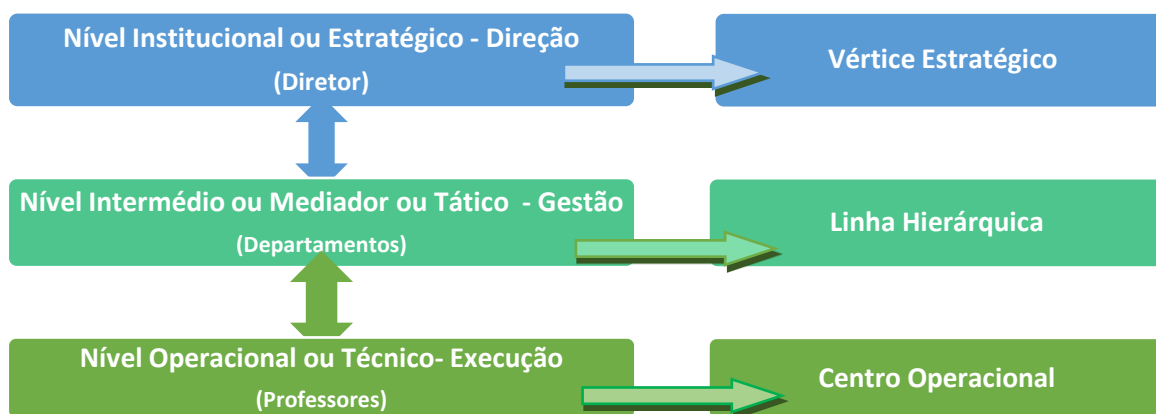 Nível Institucional ou Estratégico - Direção
(Diretor)
Vértice Estratégico
Nível Intermédio ou Mediador ou Tático - Gestão
(Departamentos)
Linha Hierárquica
Nível Operacional ou Técnico- Execução
(Professores)
Centro Operacional